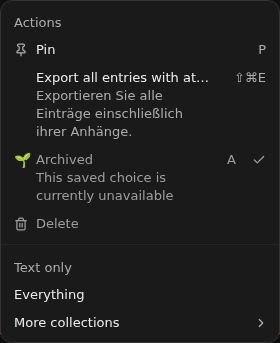 Actions
Pin P
Export all entries with at… ⇧⌘E
Exportieren Sie alle
Einträge einschließlich
ihrer Anhänge.
Archived A
This saved choice is
currently unavailable
Delete
Text only
Everything
More collections